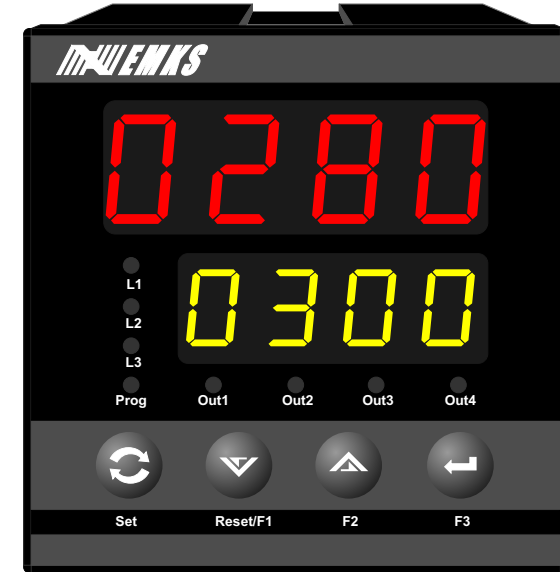 EMKS
0280
L1
0300
L2
L3
Prog Out1 Out2 Out3 Out4
Set Reset/F1 F2 F3